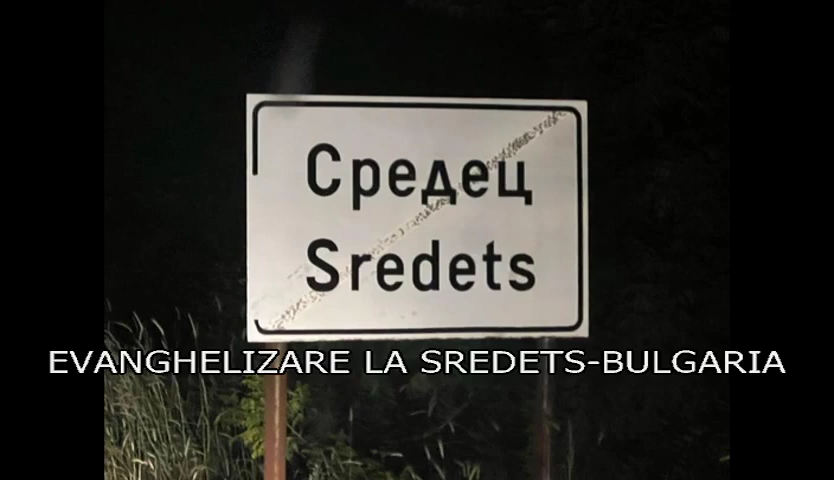 Средец
Sredets
EVANGHELIZARE LA SREDETS-BULGARIA